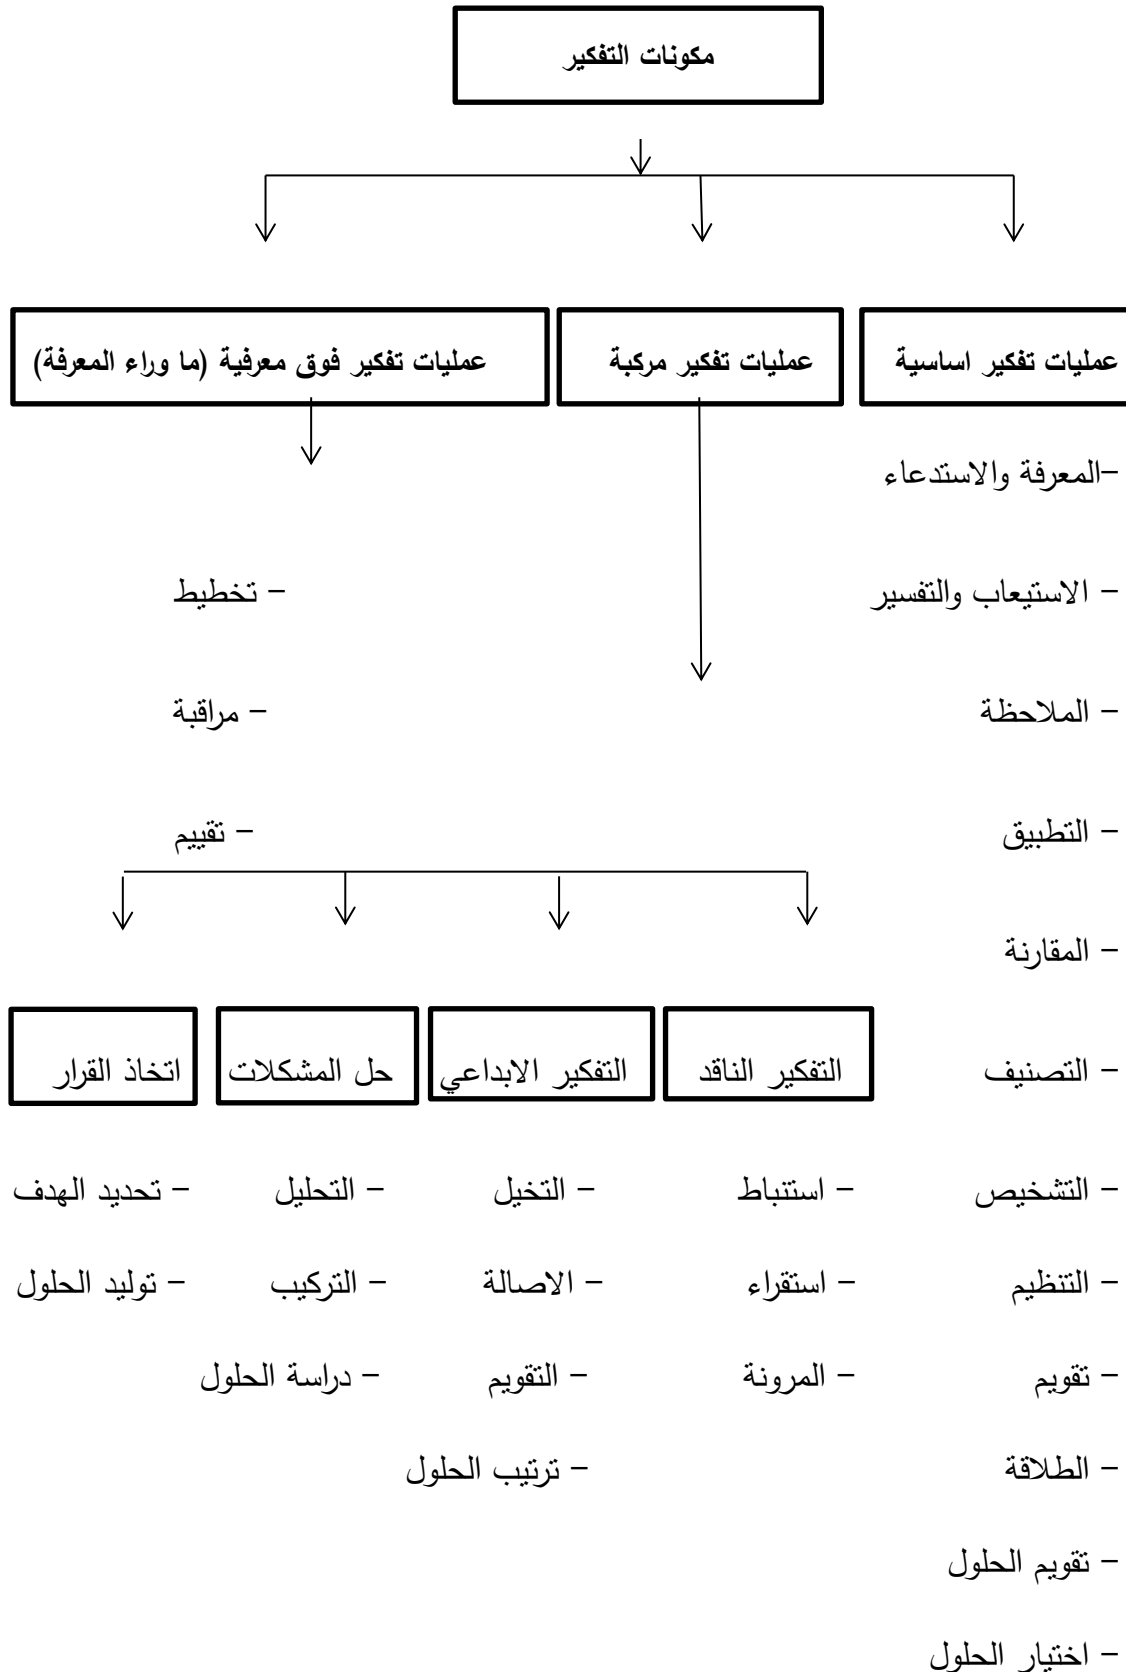 مكونات التفكير
عمليات تفكير اساسية
عمليات تفكير مركبة
عمليات تفكير فوق معرفية (ما وراء المعرفة)
–المعرفة والاستدعاء
– الاستيعاب والتفسير – تخطيط
– الملاحظة – مراقبة
– التطبيق – تقييم
– المقارنة
– التصنيف التفكير الناقد التفكير الابداعي حل المشكلات اتخاذ القرار
– التشخيص – استنباط – التخيل – التحليل – تحديد الهدف
– التنظيم – استقراء – الاصالة – التركيب – توليد الحلول
– تقويم – المرونة – التقويم – دراسة الحلول
– الطلاقة – ترتيب الحلول
– تقويم الحلول
– اختيار الحلول